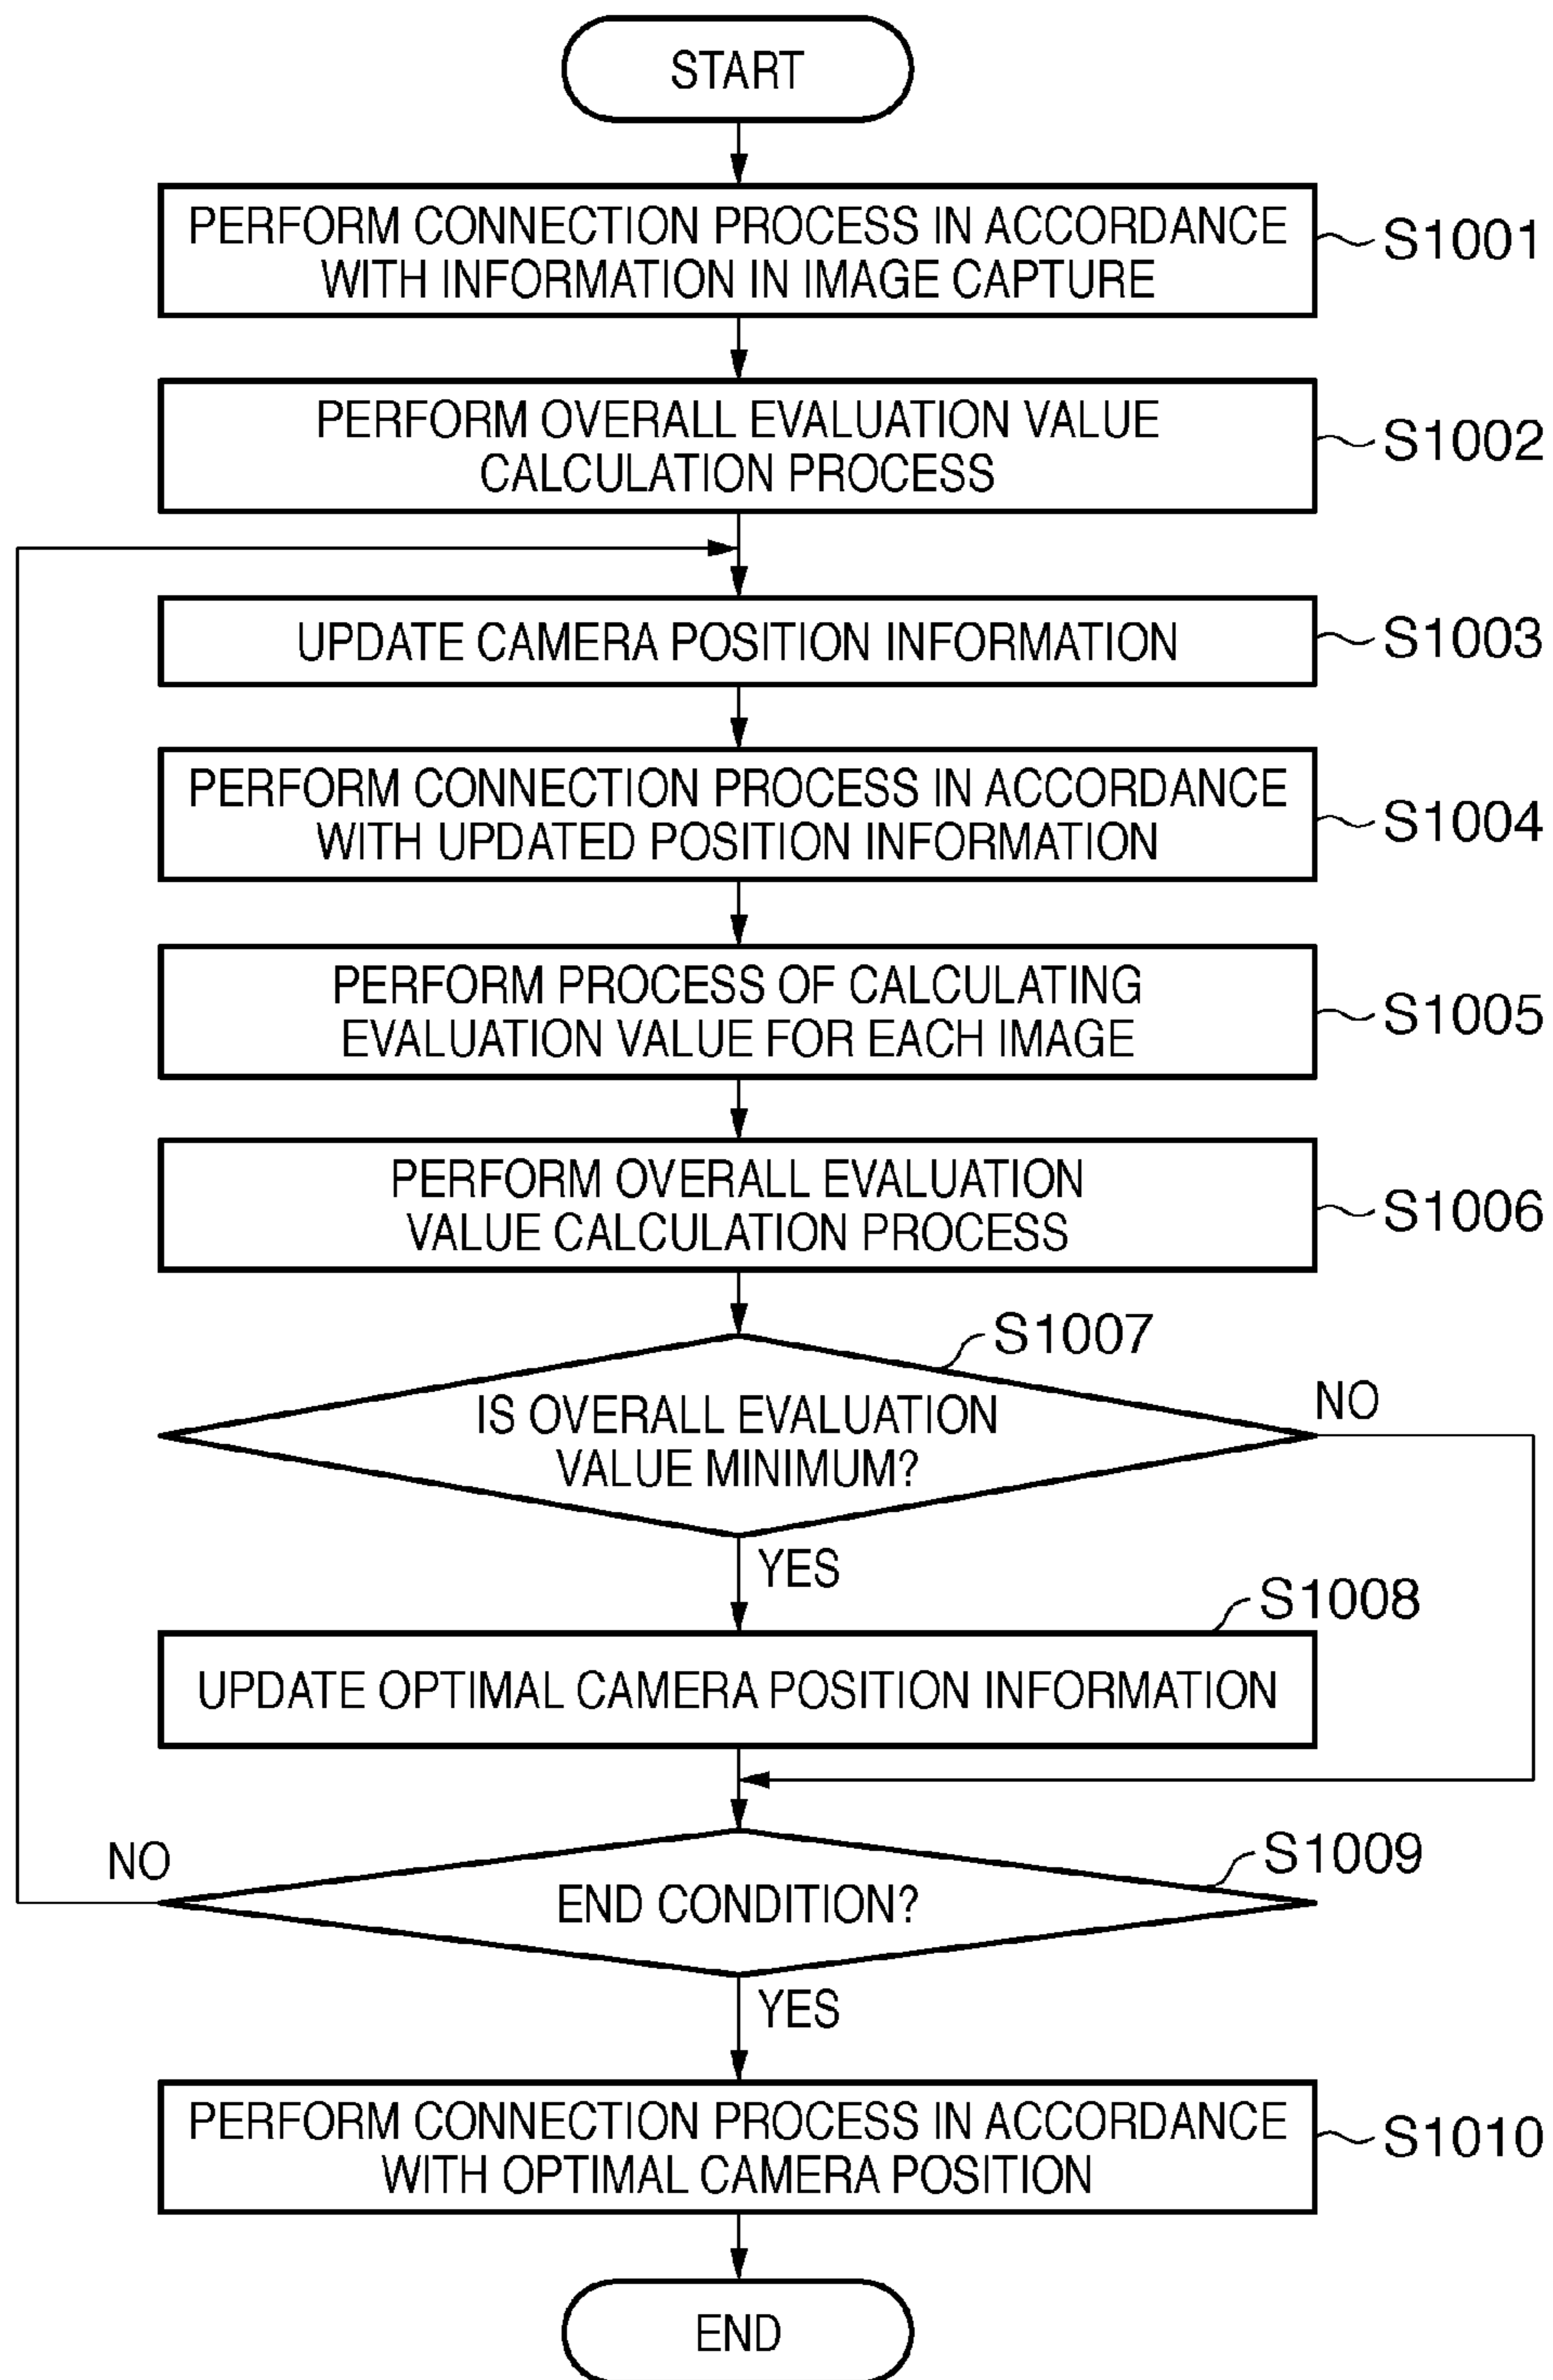 START
PERFORM CONNECTION PROCESS IN ACCORDANCE
WITH INFORMATION IN IMAGE CAPTURE
S1001
PERFORM OVERALL EVALUATION VALUE
CALCULATION PROCESS
S1002
UPDATE CAMERA POSITION INFORMATION
S1003
PERFORM CONNECTION PROCESS IN ACCORDANCE
WITH UPDATED POSITION INFORMATION
S1004
PERFORM PROCESS OF CALCULATING
EVALUATION VALUE FOR EACH IMAGE
S1005
PERFORM OVERALL EVALUATION
VALUE CALCULATION PROCESS
S1006
S1007
IS OVERALL EVALUATION
VALUE MINIMUM?
NO
YES
S1008
UPDATE OPTIMAL CAMERA POSITION INFORMATION
NO
S1009
END CONDITION?
YES
PERFORM CONNECTION PROCESS IN ACCORDANCE
WITH OPTIMAL CAMERA POSITION
S1010
END